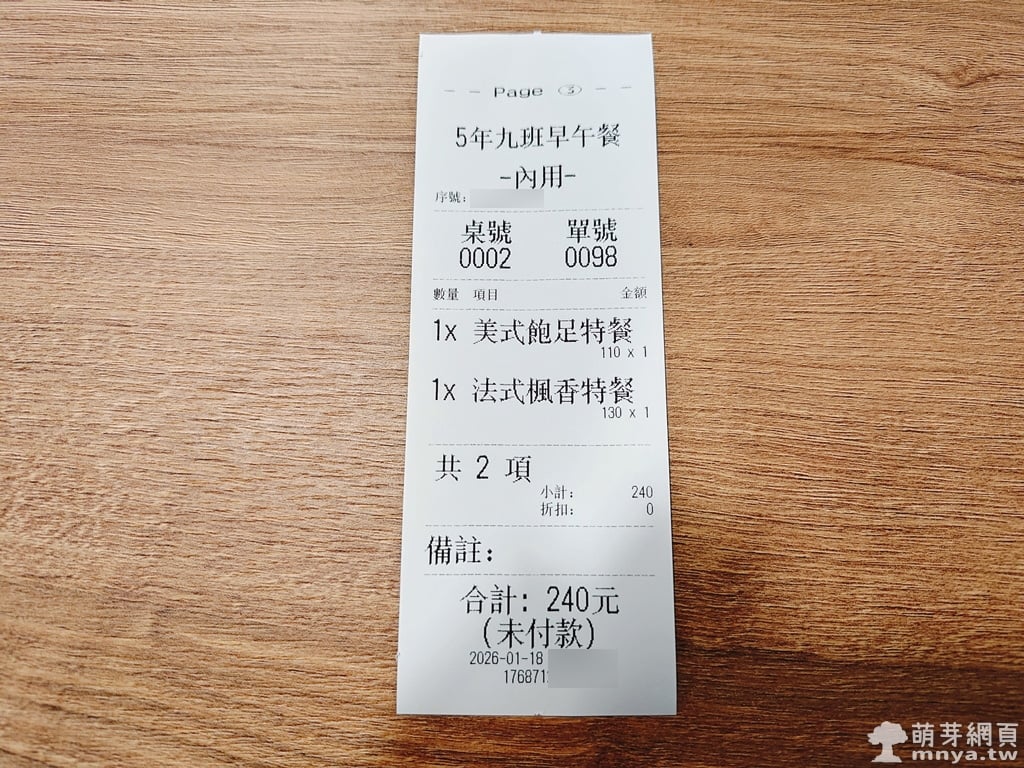 -- Page ③ --
5年九班早午餐
-內用-
序號:
桌號 單號
0002 0098
數量 項目 金額
1x 美式飽足特餐
110 x 1
1x 法式楓香特餐
130 x 1
共 2 項
小計: 240
折扣: 0
備註:
合計: 240元
(未付款)
2026-01-18
176871
萌芽網頁
mnya.tw